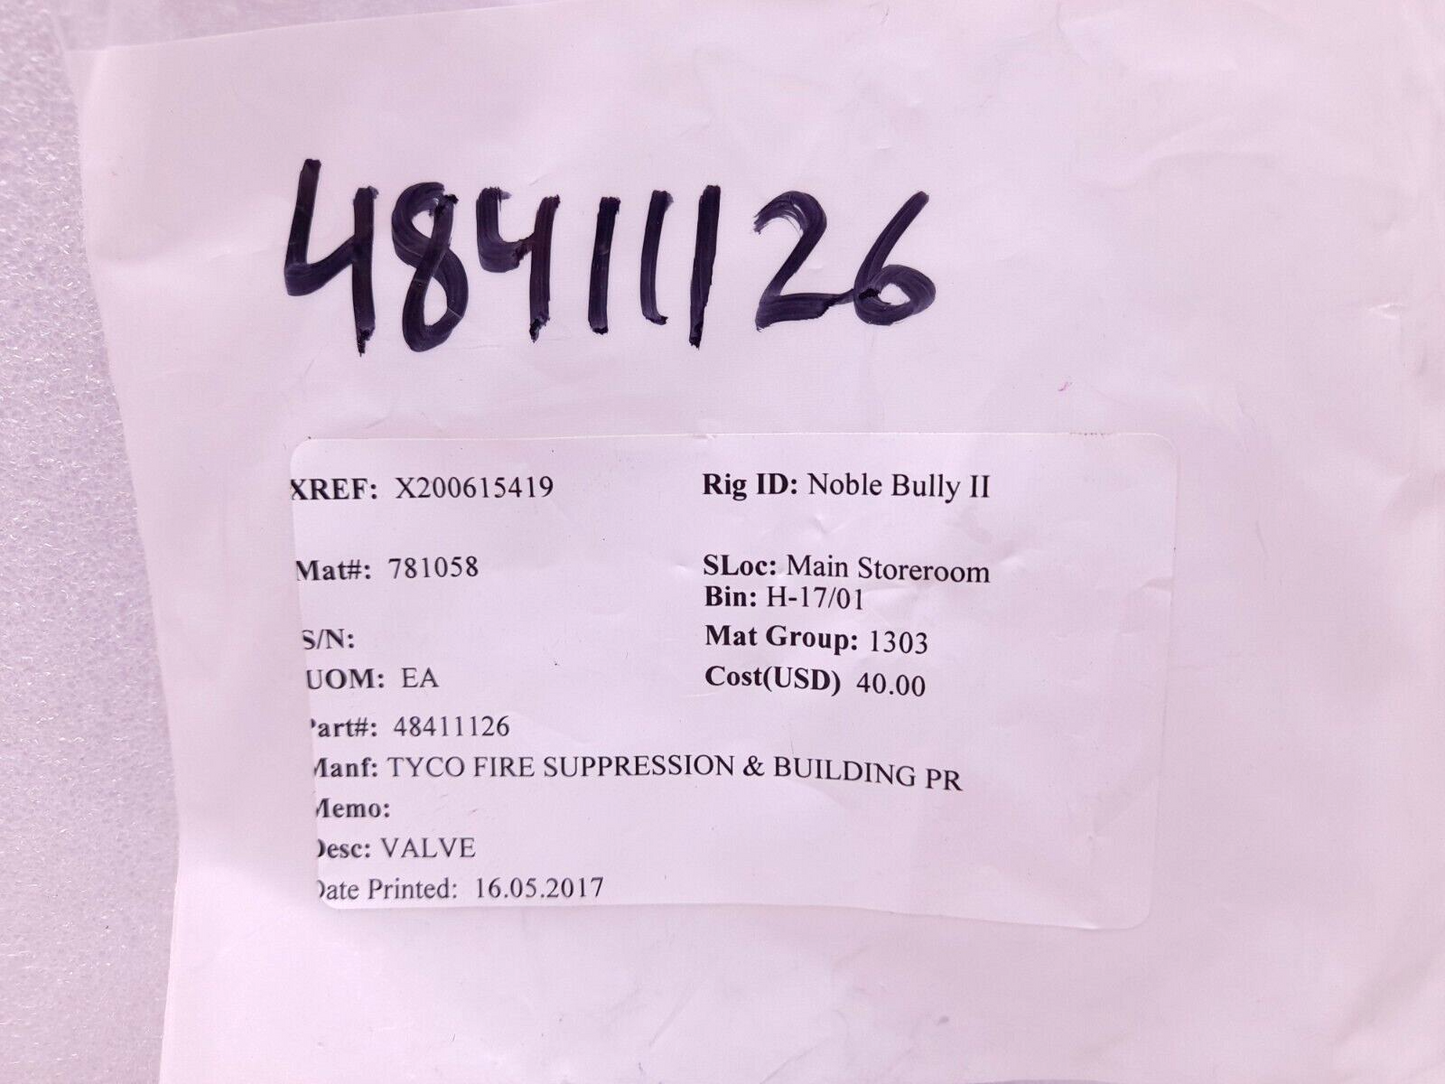 48411126
XREF: X200615419 Rig ID: Noble Bully II
Mat#: 781058 SLoc: Main Storeroom
Bin: H-17/01
S/N: Mat Group: 1303
UOM: EA Cost(USD) 40.00
Part#: 48411126
Manf: TYCO FIRE SUPPRESSION & BUILDING PR
Memo:
Desc: VALVE
Date Printed: 16.05.2017